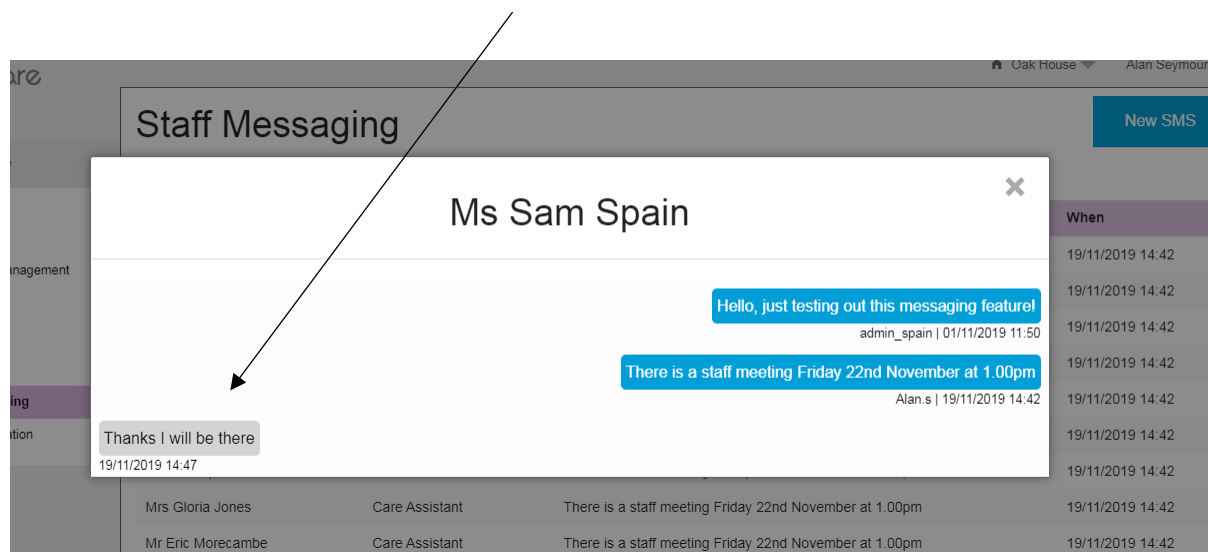 are
Oak House Alan Seymour
Staff Messaging
New SMS
Ms Sam Spain
When
19/11/2019 14:42
anagement
19/11/2019 14:42
Hello, just testing out this messaging feature!
19/11/2019 14:42
admin_spain | 01/11/2019 11:50
There is a staff meeting Friday 22nd November at 1.00pm
19/11/2019 14:42
Alan.s | 19/11/2019 14:42
ing
19/11/2019 14:42
ation
Thanks I will be there
19/11/2019 14:42
19/11/2019 14:47
19/11/2019 14:42
Mrs Gloria Jones Care Assistant There is a staff meeting Friday 22nd November at 1.00pm 19/11/2019 14:42
Mr Eric Morecambe Care Assistant There is a staff meeting Friday 22nd November at 1.00pm 19/11/2019 14:42